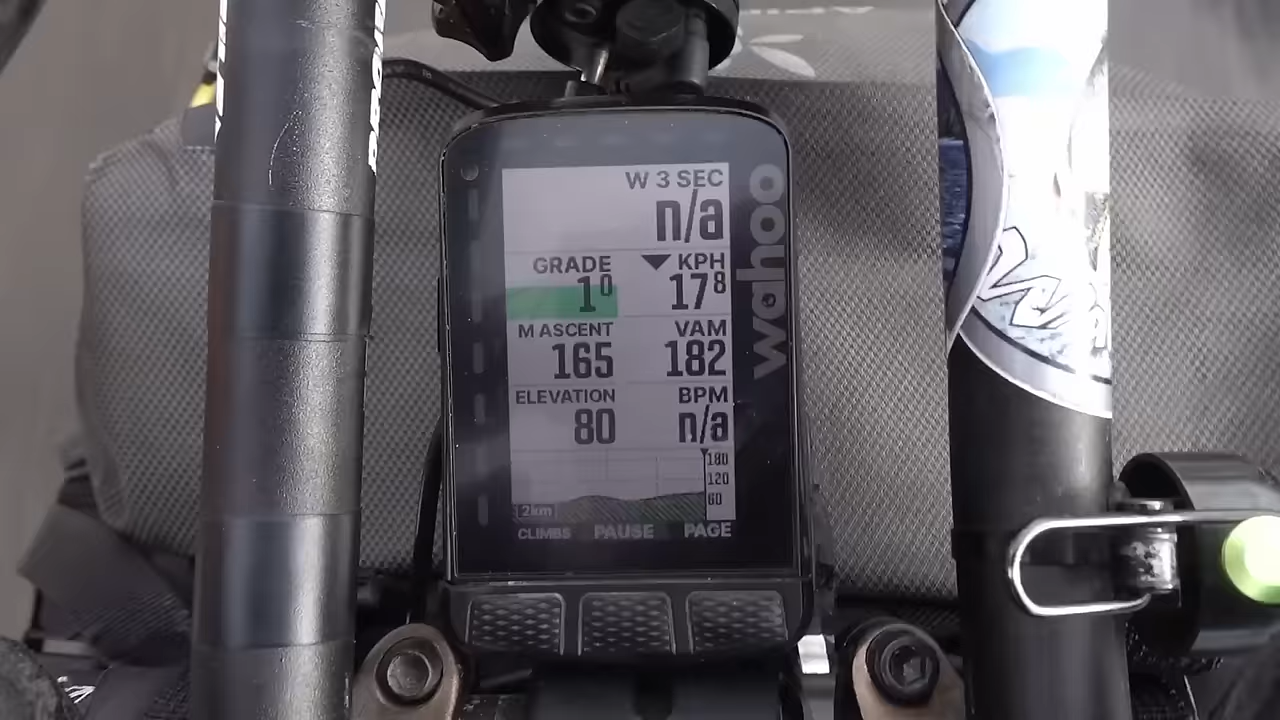 W 3 SEC
n/a
GRADE
1⁰
KPH
17⁸
M ASCENT
165
VAM
182
ELEVATION
80
BPM
n/a
180
120
60
2km
CLIMBS PAUSE PAGE
wahoo